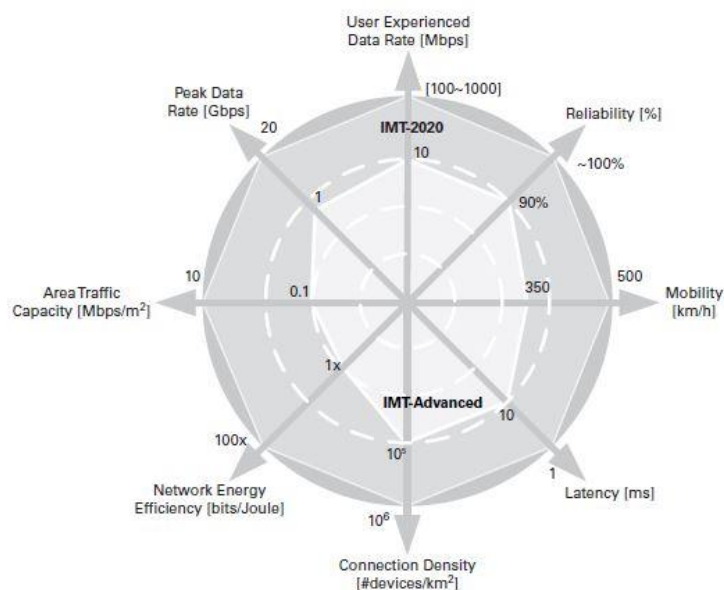 User Experienced
Data Rate [Mbps]
Peak Data
Rate [Gbps]
[100~1000]
Reliability [%]
20
IMT-2020
10
~100%
1
90%
10
Area Traffic
Capacity [Mbps/m²]
0.1
350
500
Mobility
[km/h]
1x
IMT-Advanced
10
100x
10⁵
1
Network Energy
Efficiency [bits/Joule]
Latency [ms]
10⁶
Connection Density
[#devices/km²]